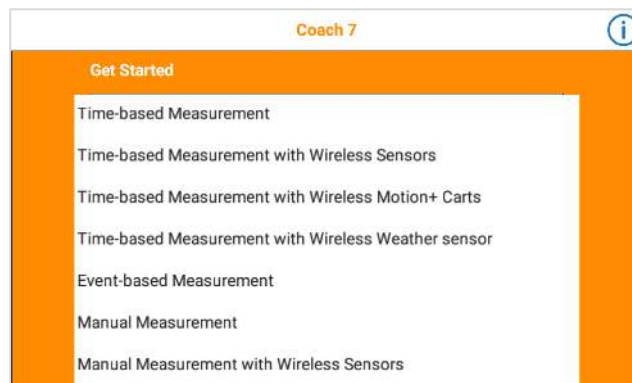 Coach 7
Get Started
Time-based Measurement
Time-based Measurement with Wireless Sensors
Time-based Measurement with Wireless Motion+ Carts
Time-based Measurement with Wireless Weather sensor
Event-based Measurement
Manual Measurement
Manual Measurement with Wireless Sensors